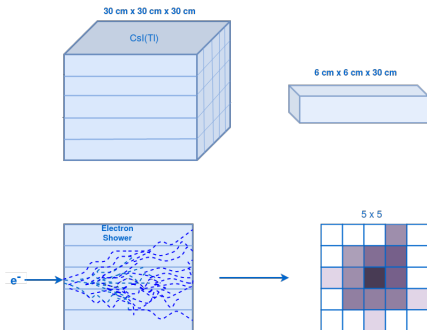 30 cm x 30 cm x 30 cm
CsI(Tl)
6 cm x 6 cm x 30 cm
Electron
Shower
5 x 5
e-